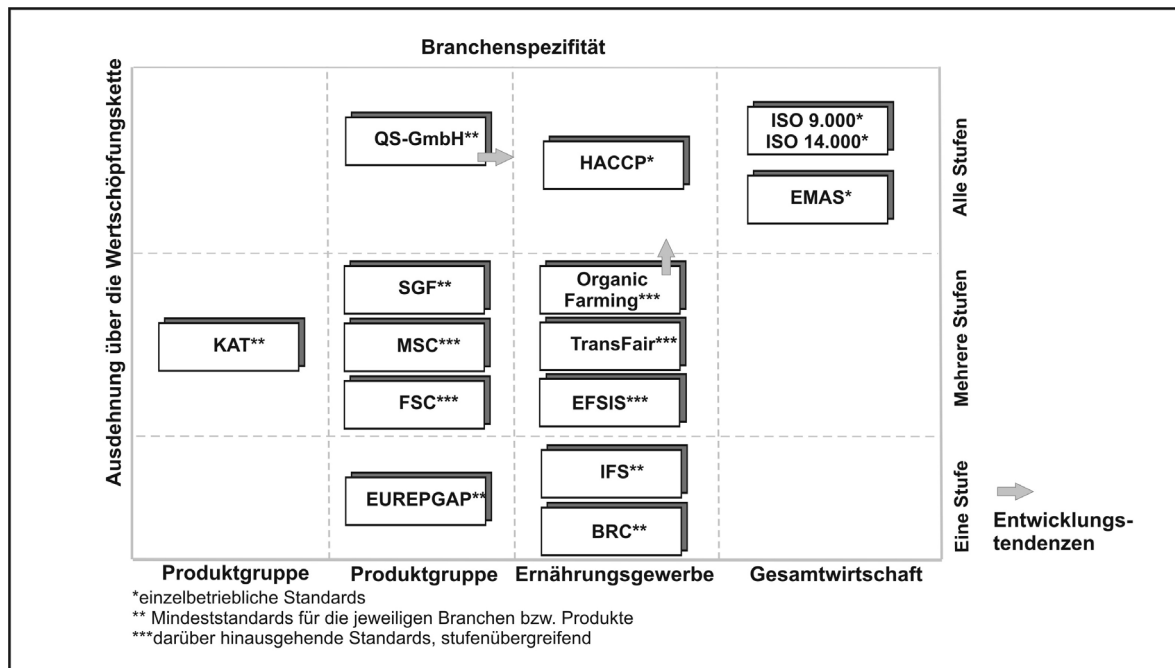 Branchenspezifität
Ausdehnung über die Wertschöpfungskette
QS-GmbH**
HACCP*
ISO 9.000*
ISO 14.000*
EMAS*
Alle Stufen
KAT**
SGF**
MSC***
FSC***
Organic
Farming***
TransFair***
EFSIS***
Mehrere Stufen
EUREPGAP**
IFS**
BRC**
Eine Stufe
Entwicklungs-
tendenzen
Produktgruppe
Produktgruppe
Ernährungsgewerbe
Gesamtwirtschaft
*einzelbetriebliche Standards
** Mindeststandards für die jeweiligen Branchen bzw. Produkte
***darüber hinausgehende Standards, stufenübergreifend